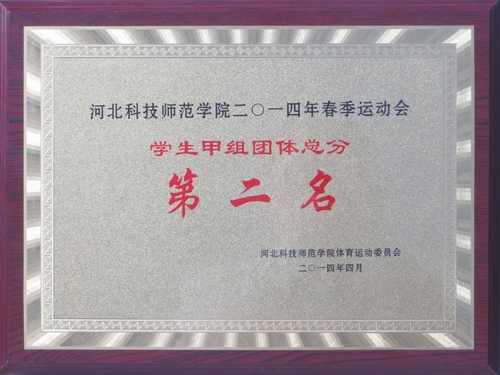 河北科技师范学院二〇一四年春季运动会
学生甲组团体总分
第二名
河北科技师范学院体育运动委员会
二〇一四年四月